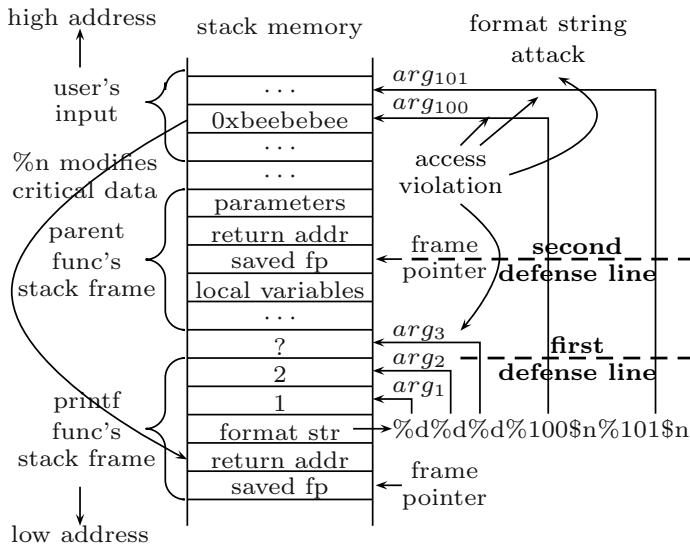 high address
stack memory
format string
attack
user's
input
. . .
0xbeebebee
. . .
. . .
arg101
arg100
access
violation
%n modifies
critical data
parent
func's
stack frame
parameters
return addr
saved fp
local variables
. . .
frame
pointer
second
defense line
?
2
1
format str
return addr
saved fp
arg3
arg2
arg1
first
defense line
%d%d%d%100$n%101$n
printf
func's
stack frame
frame
pointer
low address